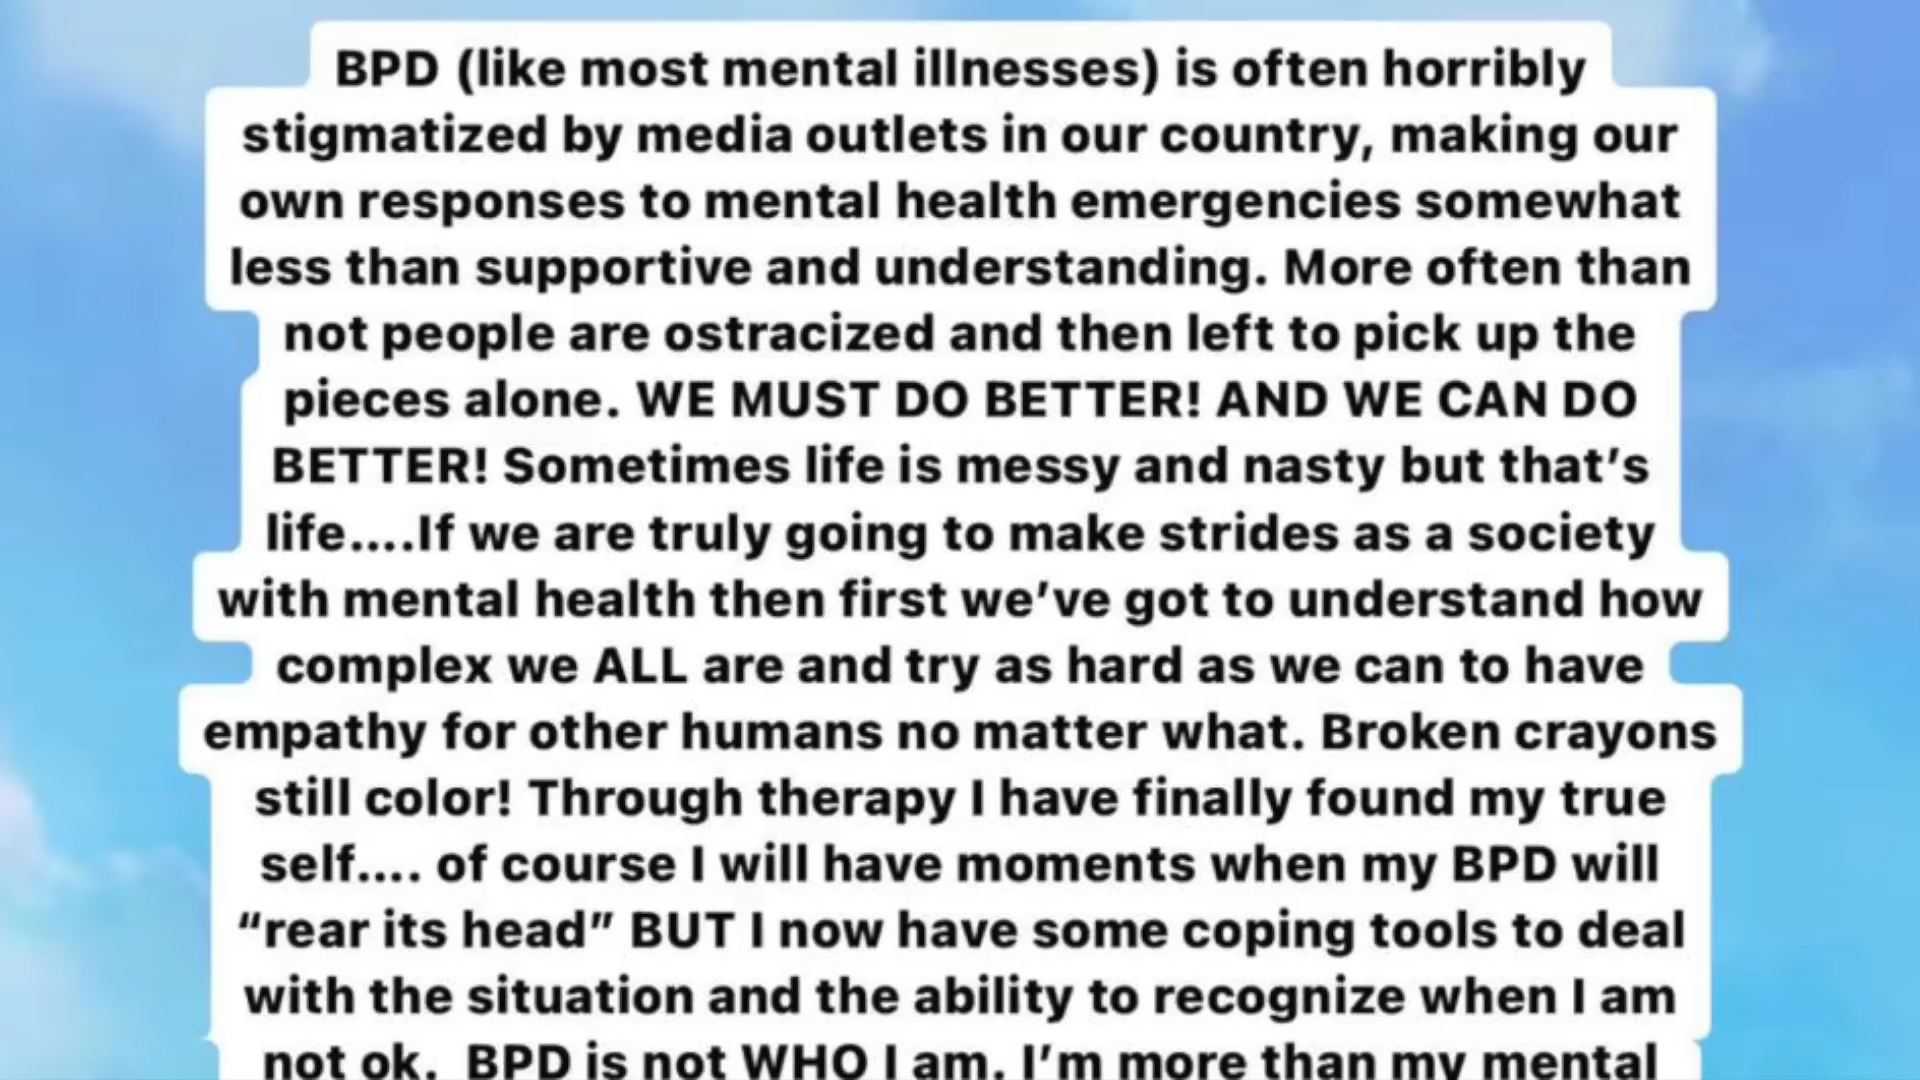 BPD (like most mental illnesses) is often horribly
stigmatized by media outlets in our country, making our
own responses to mental health emergencies somewhat
less than supportive and understanding. More often than
not people are ostracized and then left to pick up the
pieces alone. WE MUST DO BETTER! AND WE CAN DO
BETTER! Sometimes life is messy and nasty but that’s
life....If we are truly going to make strides as a society
with mental health then first we’ve got to understand how
complex we ALL are and try as hard as we can to have
empathy for other humans no matter what. Broken crayons
still color! Through therapy I have finally found my true
self.... of course I will have moments when my BPD will
“rear its head” BUT I now have some coping tools to deal
with the situation and the ability to recognize when I am
not ok.  BPD is not WHO I am. I’m more than my mental